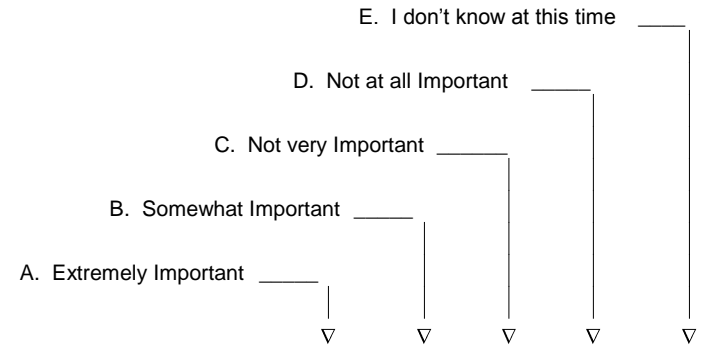 E. I don't know at this time ____
D. Not at all Important _____
C. Not very Important ______
B. Somewhat Important _____
A. Extremely Important _____
∇ ∇ ∇ ∇ ∇